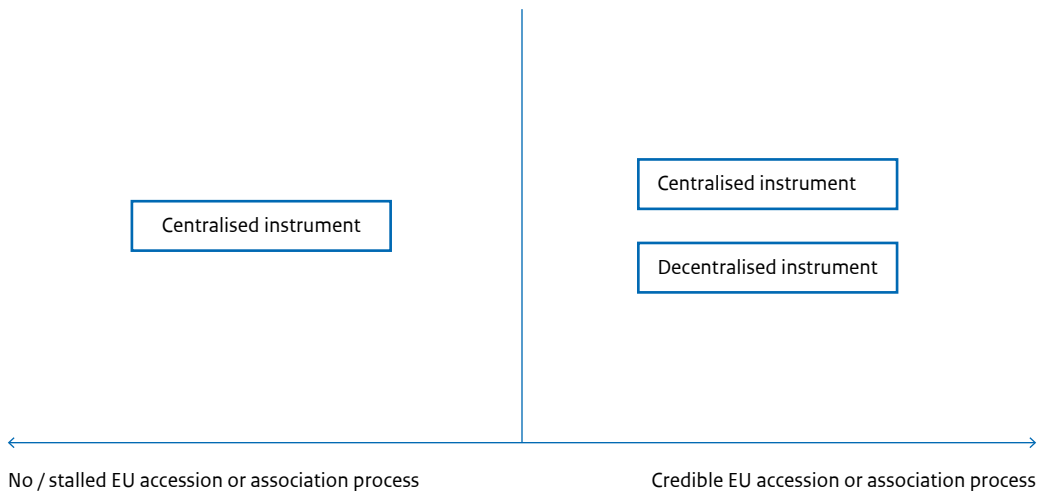 Centralised instrument
Centralised instrument
Decentralised instrument
No / stalled EU accession or association process
Credible EU accession or association process